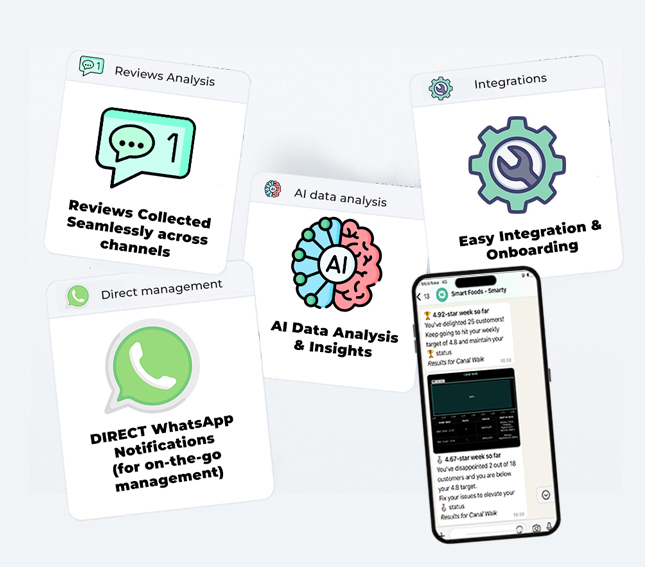 Reviews Analysis
1
Reviews Collected
Seamlessly across
channels
Integrations
Easy Integration &
Onboarding
AI data analysis
AI
AI Data Analysis
& Insights
Direct management
DIRECT WhatsApp
Notifications
(for on-the-go
management)
13
Smart Foods - Smarty
4.92-star week so far
You've delighted 25 customers!
Keep going to hit your weekly
target of 4.8 and maintain your
status
Results for Canal Walk
4.67-star week so far
You've disappointed 2 out of 18
customers and you are below
your 4.8 target.
Fix your issues to elevate your
status
Results for Canal Walk